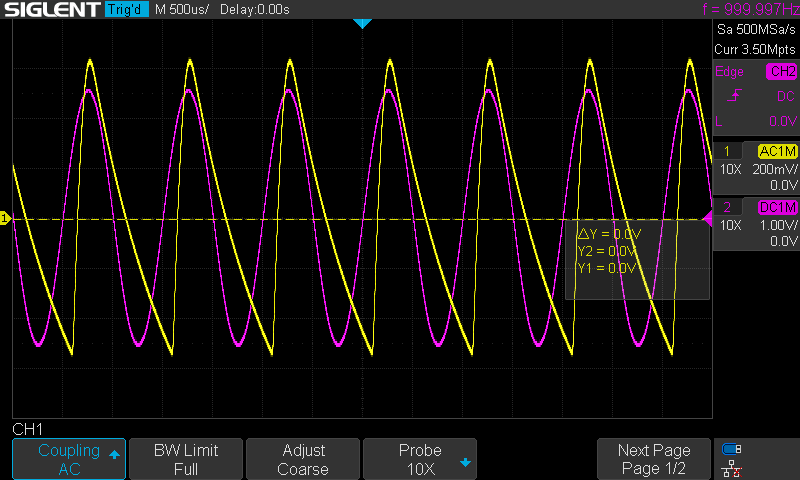 SIGLENT Trig'd M 500us/ Delay:0.00s f = 999.997Hz
Sa 500MSa/s
Curr 3.50Mpts
Edge CH2
DC
L 0.0V
1 AC1M
10X 200mV/
0.0V
2 DC1M
10X 1.00V/
0.0V
1
ΔY = 0.0V
Y2 = 0.0V
Y1 = 0.0V
CH1
Coupling
AC
BW Limit
Full
Adjust
Coarse
Probe
10X
Next Page
Page 1/2